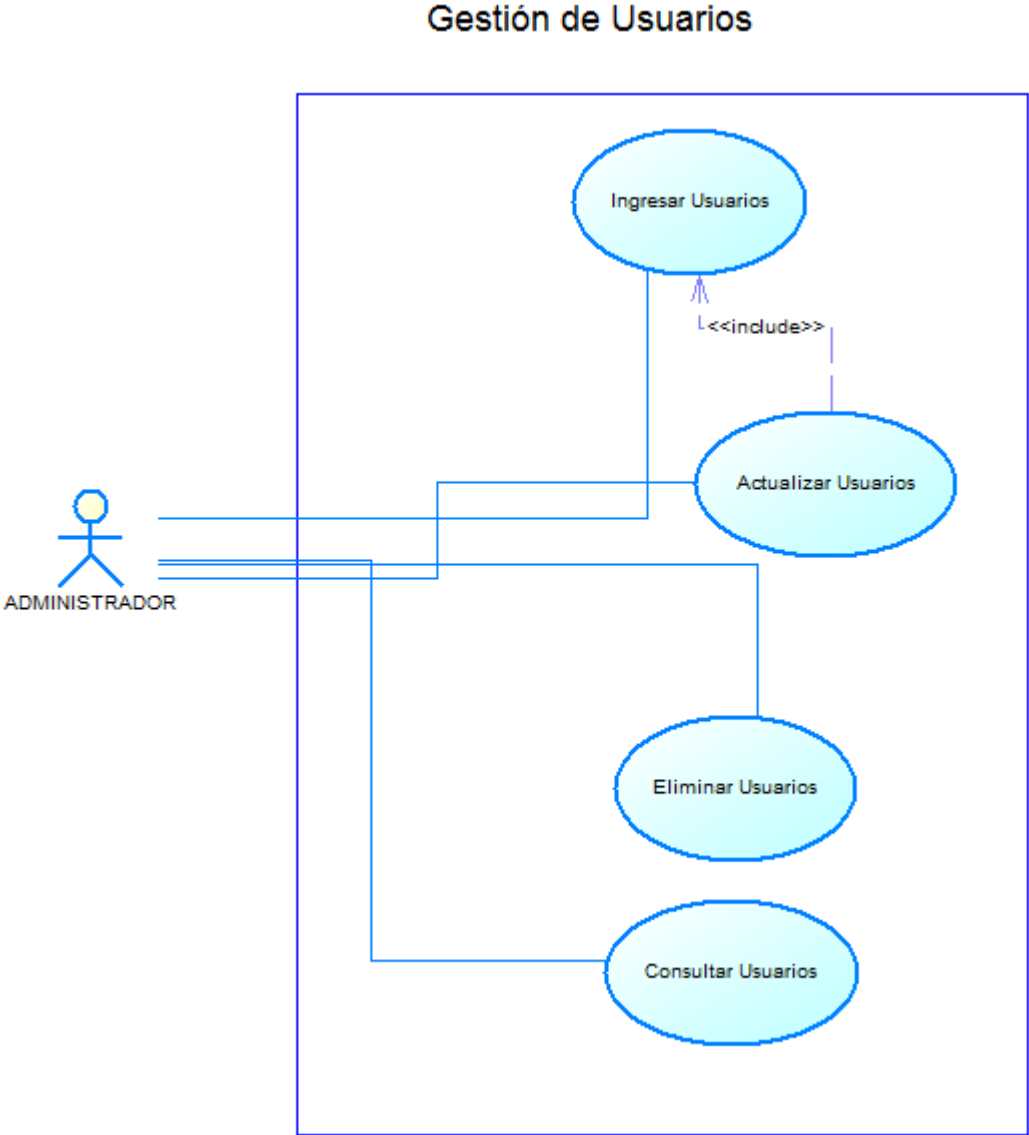 Gestión de Usuarios
Ingresar Usuarios
<<include>>
Actualizar Usuarios
ADMINISTRADOR
Eliminar Usuarios
Consultar Usuarios